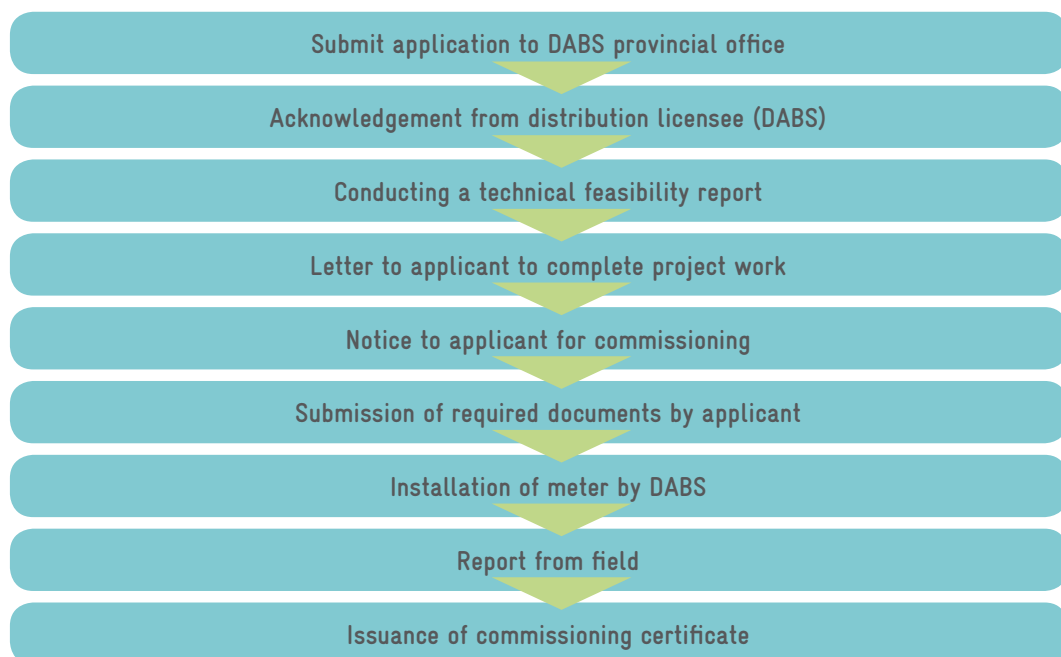 Submit application to DABS provincial office
Acknowledgement from distribution licensee (DABS)
Conducting a technical feasibility report
Letter to applicant to complete project work
Notice to applicant for commissioning
Submission of required documents by applicant
Installation of meter by DABS
Report from field
Issuance of commissioning certificate